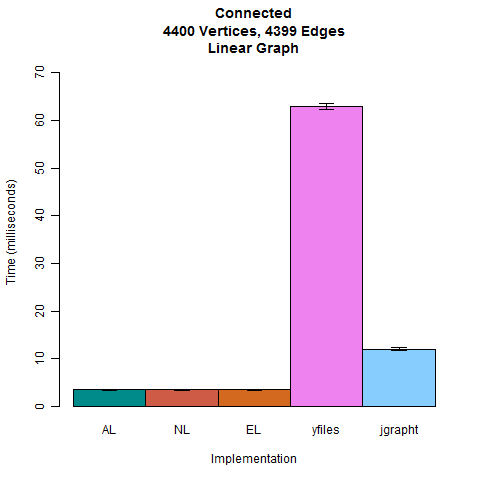 Connected
4400 Vertices, 4399 Edges
Linear Graph
70
60
50
40
30
20
10
0
Time (milliseconds)
AL NL EL yfiles jgrapht
Implementation